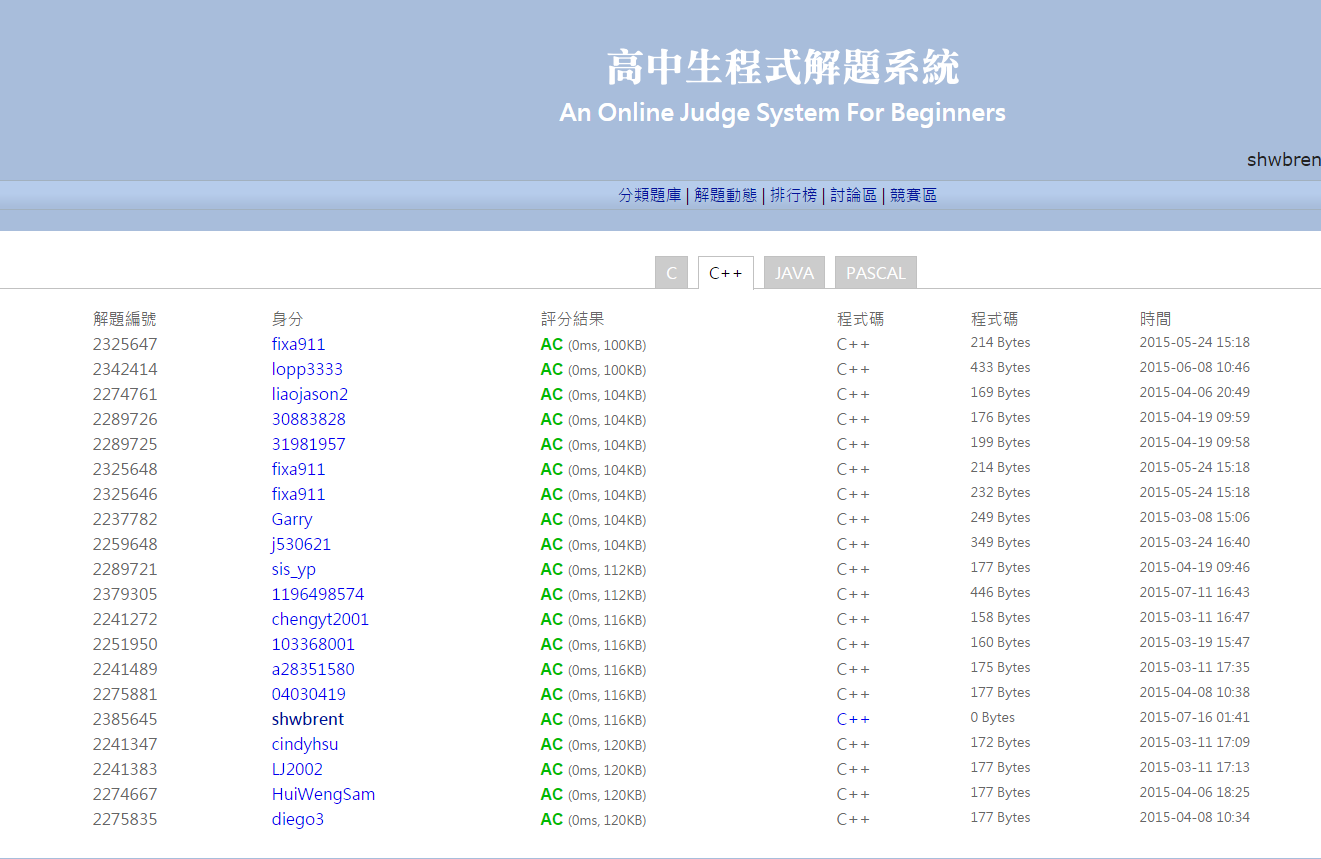 高中生程式解題系統
An Online Judge System For Beginners
shwbren
分類題庫 | 解題動態 | 排行榜 | 討論區 | 競賽區
C C++ JAVA PASCAL
解題編號 身分 評分結果 程式碼 程式碼 時間
2325647 fixa911 AC (0ms, 100KB) C++ 214 Bytes 2015-05-24 15:18
2342414 lopp3333 AC (0ms, 100KB) C++ 433 Bytes 2015-06-08 10:46
2274761 liaojason2 AC (0ms, 104KB) C++ 169 Bytes 2015-04-06 20:49
2289726 30883828 AC (0ms, 104KB) C++ 176 Bytes 2015-04-19 09:59
2289725 31981957 AC (0ms, 104KB) C++ 199 Bytes 2015-04-19 09:58
2325648 fixa911 AC (0ms, 104KB) C++ 214 Bytes 2015-05-24 15:18
2325646 fixa911 AC (0ms, 104KB) C++ 232 Bytes 2015-05-24 15:18
2237782 Garry AC (0ms, 104KB) C++ 249 Bytes 2015-03-08 15:06
2259648 j530621 AC (0ms, 104KB) C++ 349 Bytes 2015-03-24 16:40
2289721 sis_yp AC (0ms, 112KB) C++ 177 Bytes 2015-04-19 09:46
2379305 1196498574 AC (0ms, 112KB) C++ 446 Bytes 2015-07-11 16:43
2241272 chengyt2001 AC (0ms, 116KB) C++ 158 Bytes 2015-03-11 16:47
2251950 103368001 AC (0ms, 116KB) C++ 160 Bytes 2015-03-19 15:47
2241489 a28351580 AC (0ms, 116KB) C++ 175 Bytes 2015-03-11 17:35
2275881 04030419 AC (0ms, 116KB) C++ 177 Bytes 2015-04-08 10:38
2385645 shwbrent AC (0ms, 116KB) C++ 0 Bytes 2015-07-16 01:41
2241347 cindyhsu AC (0ms, 120KB) C++ 172 Bytes 2015-03-11 17:09
2241383 LJ2002 AC (0ms, 120KB) C++ 177 Bytes 2015-03-11 17:13
2274667 HuiWengSam AC (0ms, 120KB) C++ 177 Bytes 2015-04-06 18:25
2275835 diego3 AC (0ms, 120KB) C++ 177 Bytes 2015-04-08 10:34